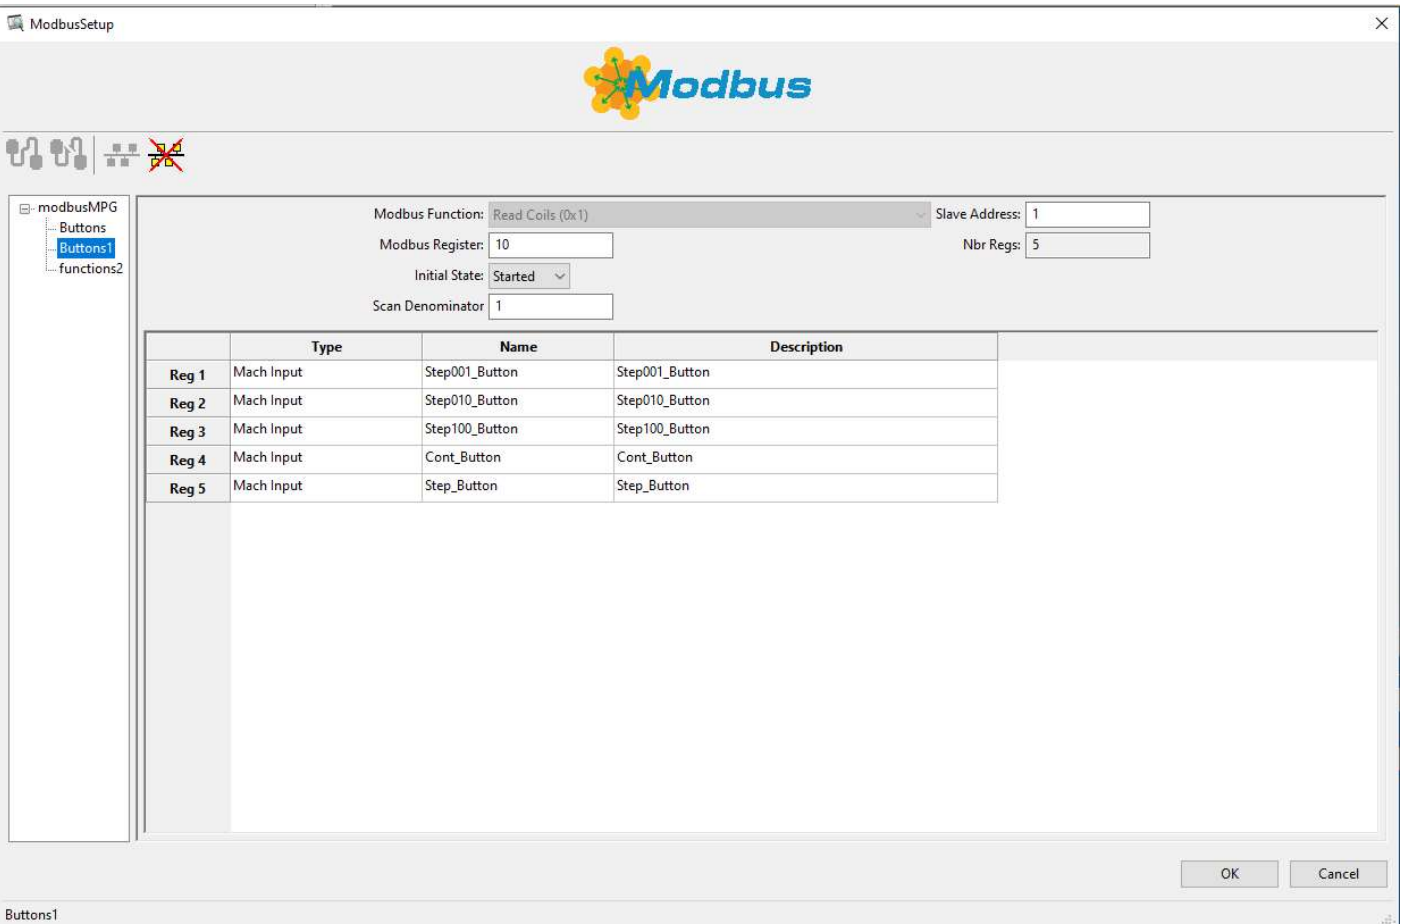 ModbusSetup
Modbus
modbusMPG
Buttons
Buttons1
functions2
Modbus Function: Read Coils (0x1) Slave Address: 1
Modbus Register: 10 Nbr Regs: 5
Initial State: Started
Scan Denominator 1
Type Name Description
Reg 1 Mach Input Step001_Button Step001_Button
Reg 2 Mach Input Step010_Button Step010_Button
Reg 3 Mach Input Step100_Button Step100_Button
Reg 4 Mach Input Cont_Button Cont_Button
Reg 5 Mach Input Step_Button Step_Button
OK Cancel
Buttons1